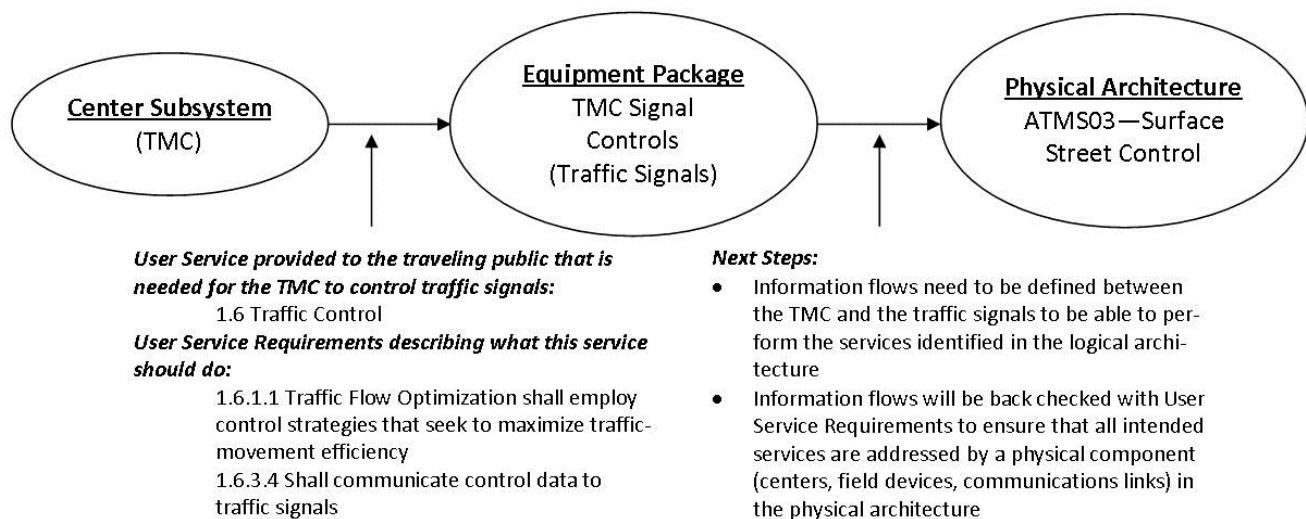 Center Subsystem
(TMC)
Equipment Package
TMC Signal
Controls
(Traffic Signals)
Physical Architecture
ATMS03—Surface
Street Control
User Service provided to the traveling public that is
needed for the TMC to control traffic signals:
1.6 Traffic Control
User Service Requirements describing what this service
should do:
1.6.1.1 Traffic Flow Optimization shall employ
control strategies that seek to maximize traffic-
movement efficiency
1.6.3.4 Shall communicate control data to
traffic signals
Next Steps:
• Information flows need to be defined between
the TMC and the traffic signals to be able to per-
form the services identified in the logical archi-
tecture
• Information flows will be back checked with User
Service Requirements to ensure that all intended
services are addressed by a physical component
(centers, field devices, communications links) in
the physical architecture